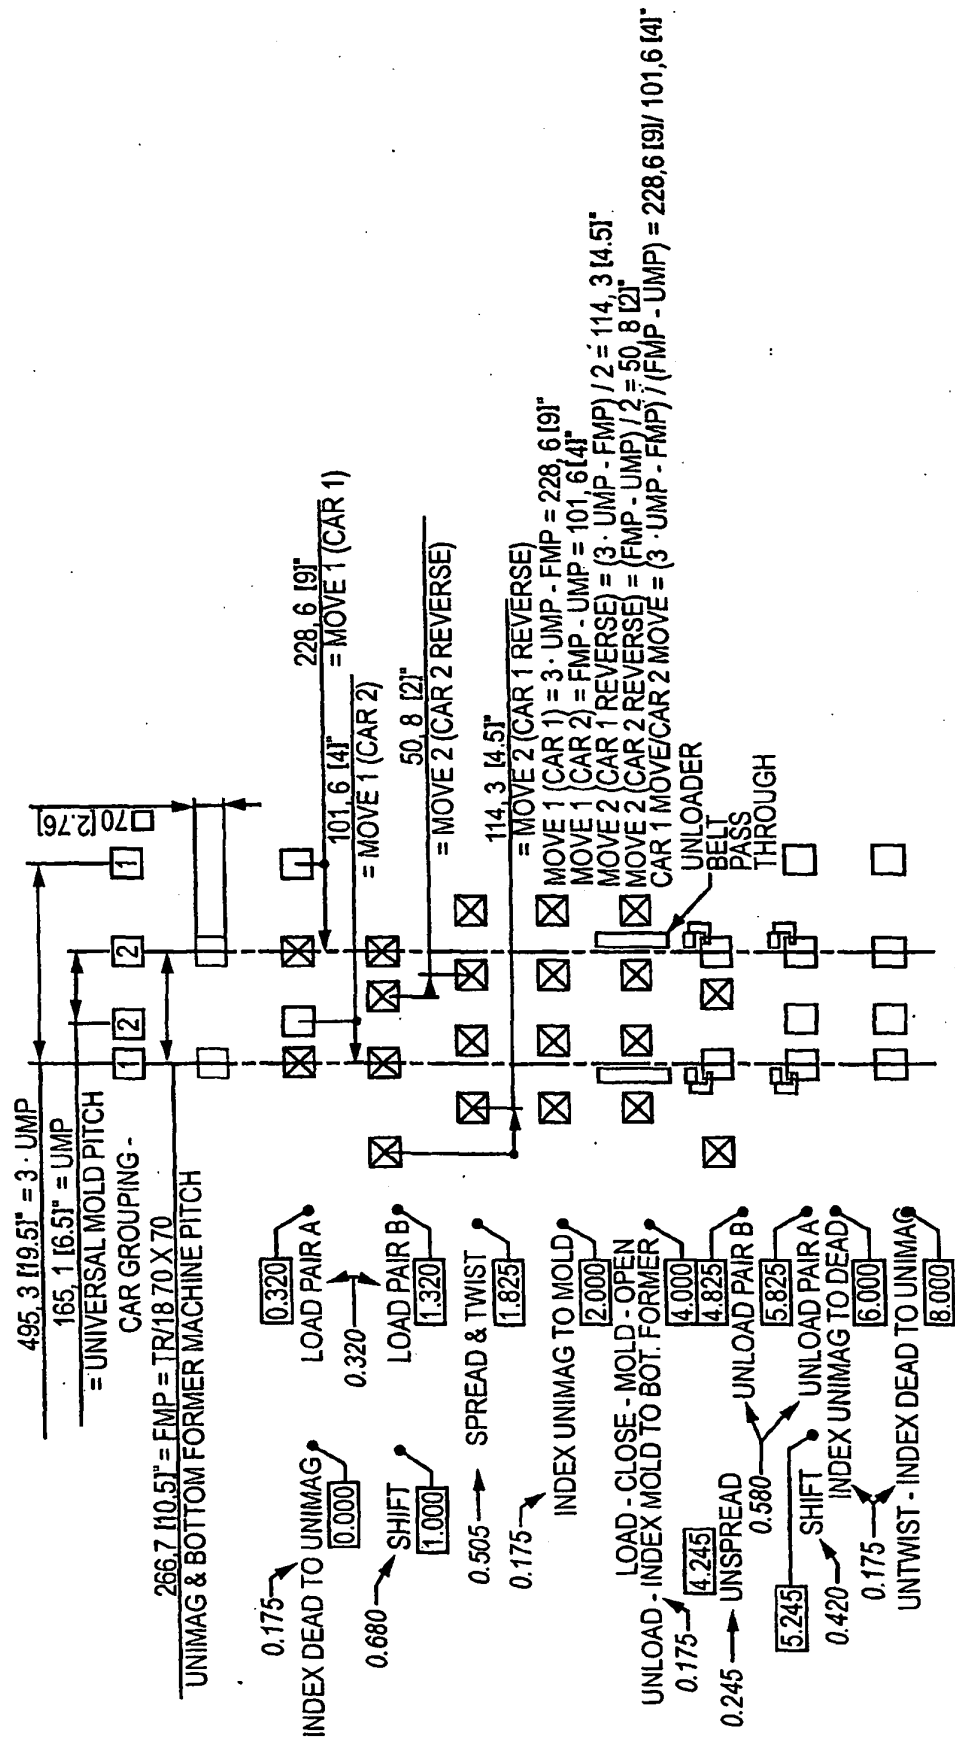 495, 3 [19.5]" = 3 · UMP
165, 1 [6.5]" = UMP
= UNIVERSAL MOLD PITCH
CAR GROUPING -
1
2
2
1
□70 [2.76]
266,7 [10,5]" = FMP = TR/18 70 X 70
UNIMAG & BOTTOM FORMER MACHINE PITCH
228, 6 [9]"
= MOVE 1 (CAR 1)
101, 6 [4]"
= MOVE 1 (CAR 2)
50, 8 [2]"
= MOVE 2 (CAR 2 REVERSE)
114, 3 [4.5]"
= MOVE 2 (CAR 1 REVERSE)
MOVE 1 (CAR 1) = 3 · UMP - FMP = 228, 6 [9]"
MOVE 1 (CAR 2) = FMP - UMP = 101, 6 [4]"
MOVE 2 (CAR 1 REVERSE) = (3 · UMP - FMP) / 2 = 114, 3 [4.5]"
MOVE 2 (CAR 2 REVERSE) = (FMP - UMP) / 2 = 50, 8 [2]"
CAR 1 MOVE/CAR 2 MOVE = (3 · UMP - FMP) / (FMP - UMP) = 228,6 [9]/ 101,6 [4]"
UNLOADER
BELT
PASS
THROUGH
0.175
INDEX DEAD TO UNIMAG
0.000
0.320
LOAD PAIR A
0.320
0.680
SHIFT
1.000
LOAD PAIR B
1.320
0.505
SPREAD & TWIST
1.825
0.175
INDEX UNIMAG TO MOLD
2.000
LOAD - CLOSE - MOLD - OPEN
UNLOAD - INDEX MOLD TO BOT. FORMER
4.000
0.175
4.245
0.245
UNSPREAD
4.825
UNLOAD PAIR B
0.580
5.245
5.825
SHIFT
UNLOAD PAIR A
0.420
INDEX UNIMAG TO DEAD
6.000
0.175
UNTWIST - INDEX DEAD TO UNIMAG
8.000